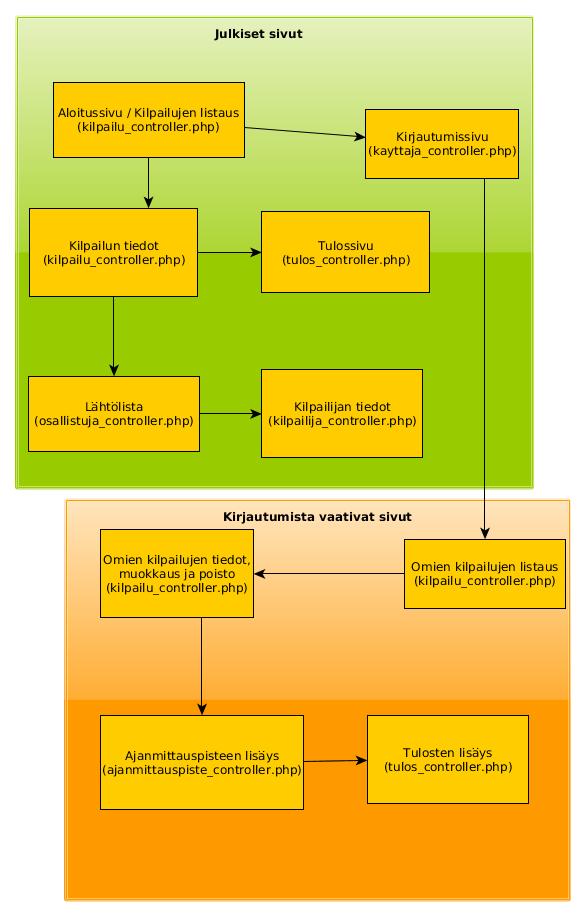 Julkiset sivut
Aloitussivu / Kilpailujen listaus
(kilpailu_controller.php)
Kirjautumissivu
(kayttaja_controller.php)
Kilpailun tiedot
(kilpailu_controller.php)
Tulossivu
(tulos_controller.php)
Lähtölista
(osallistuja_controller.php)
Kilpailijan tiedot
(kilpailija_controller.php)
Kirjautumista vaativat sivut
Omien kilpailujen tiedot,
muokkaus ja poisto
(kilpailu_controller.php)
Omien kilpailujen listaus
(kilpailu_controller.php)
Ajanmittauspisteen lisäys
(ajanmittauspiste_controller.php)
Tulosten lisäys
(tulos_controller.php)